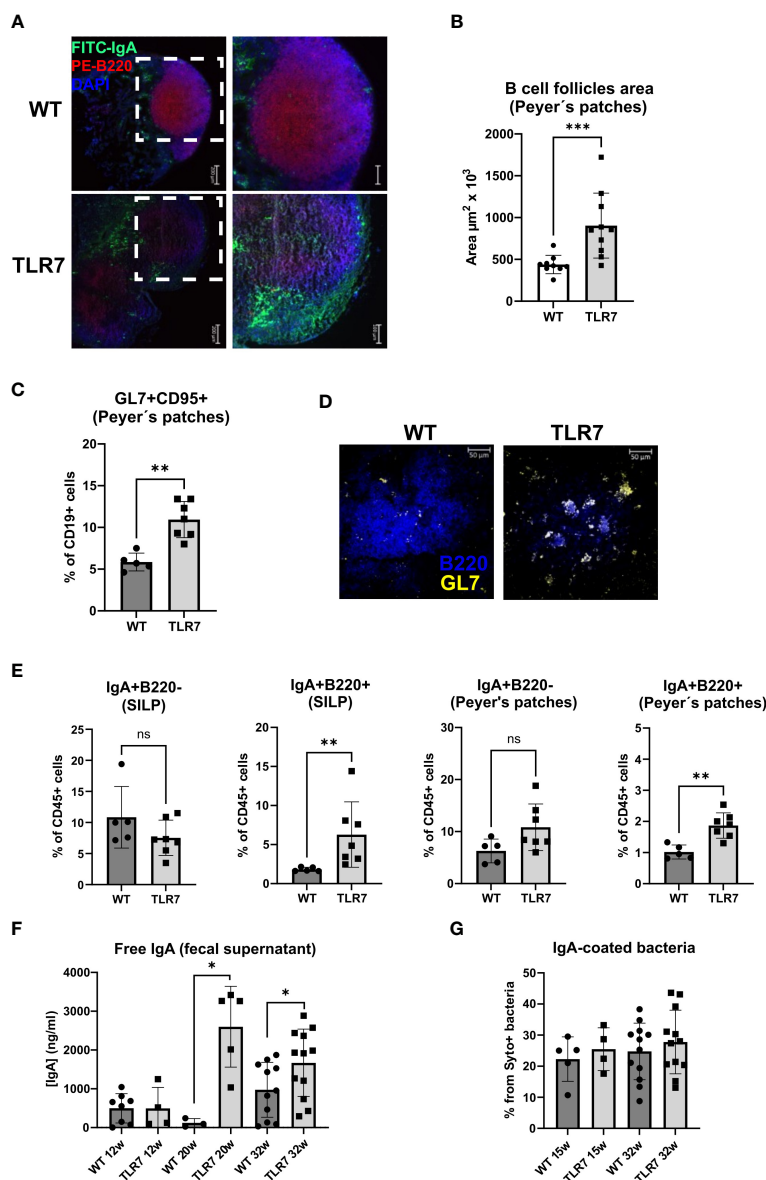 A
FITC-IgA
PE-B220
DAPI
WT
TLR7
200 µm
200 µm
B
B cell follicles area
(Peyer´s patches)
***
Area µm² x 10³
2000
1500
1000
500
0
WT
TLR7
C
GL7+CD95+
(Peyer´s patches)
**
% of CD19+ cells
20
15
10
5
0
WT
TLR7
D
WT
TLR7
50 µm
50 µm
B220
GL7
E
IgA+B220-
(SILP)
ns
% of CD45+ cells
25
20
15
10
5
0
WT
TLR7
IgA+B220+
(SILP)
**
% of CD45+ cells
20
15
10
5
0
WT
TLR7
IgA+B220-
(Peyer's patches)
ns
% of CD45+ cells
30
20
10
0
WT
TLR7
IgA+B220+
(Peyer´s patches)
**
% of CD45+ cells
5
4
3
2
1
0
WT
TLR7
F
Free IgA (fecal supernatant)
*
*
[IgA] (ng/ml)
4000
3000
2000
1000
0
WT 12w
TLR7 12w
WT 20w
TLR7 20w
WT 32w
TLR7 32w
G
IgA-coated bacteria
% from Syto+ bacteria
50
40
30
20
10
0
WT 15w
TLR7 15w
WT 32w
TLR7 32w